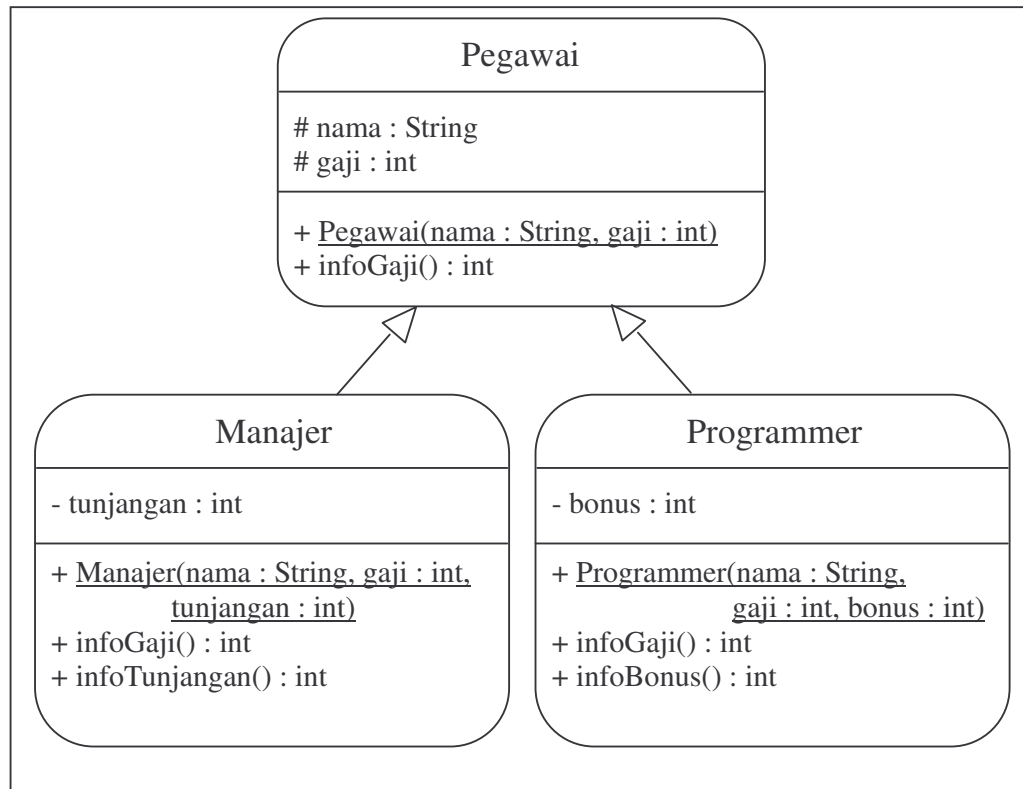 Pegawai
# nama : String
# gaji : int
+ Pegawai(nama : String, gaji : int)
+ infoGaji() : int
Manajer
- tunjangan : int
+ Manajer(nama : String, gaji : int,
tunjangan : int)
+ infoGaji() : int
+ infoTunjangan() : int
Programmer
- bonus : int
+ Programmer(nama : String,
gaji : int, bonus : int)
+ infoGaji() : int
+ infoBonus() : int